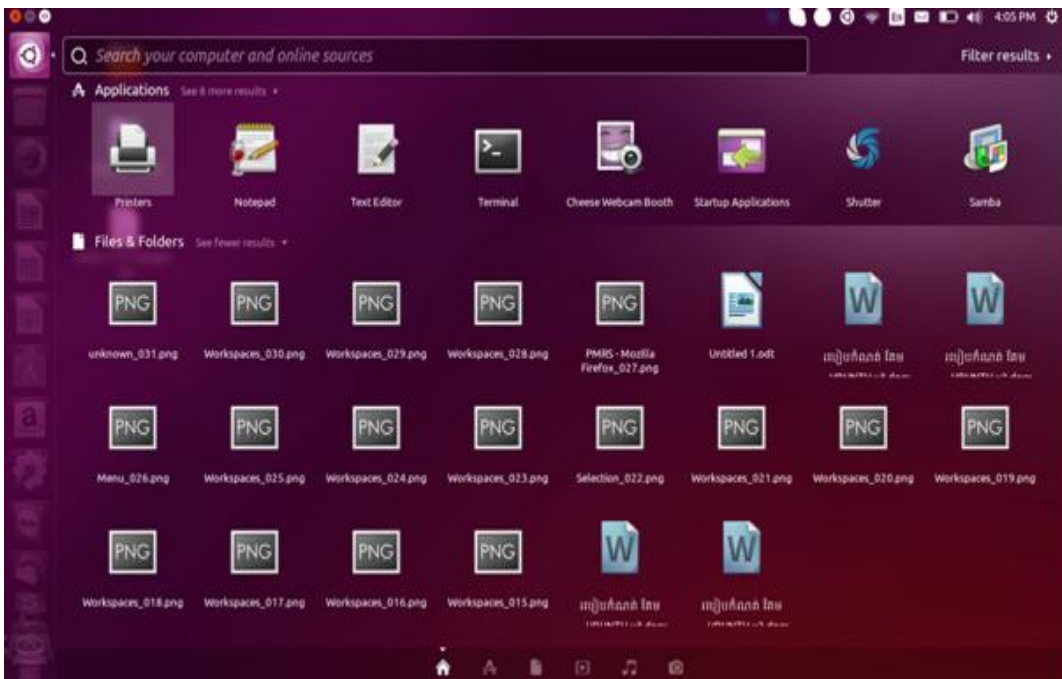 4:05 PM
En
Search your computer and online sources
Filter results
Applications See 8 more results
Printers
Notepad
Text Editor
Terminal
Cheese Webcam Booth
Startup Applications
Shutter
Samba
Files & Folders See fewer results
PNG
PNG
PNG
PNG
PNG
W
W
unknown_031.png
Workspaces_030.png
Workspaces_029.png
Workspaces_028.png
PMRS - Mozilla
Firefox_027.png
Untitled 1.odt
PNG
PNG
PNG
PNG
PNG
PNG
PNG
PNG
Menu_026.png
Workspaces_025.png
Workspaces_024.png
Workspaces_023.png
Selection_022.png
Workspaces_021.png
Workspaces_020.png
Workspaces_019.png
PNG
PNG
PNG
PNG
W
W
Workspaces_018.png
Workspaces_017.png
Workspaces_016.png
Workspaces_015.png